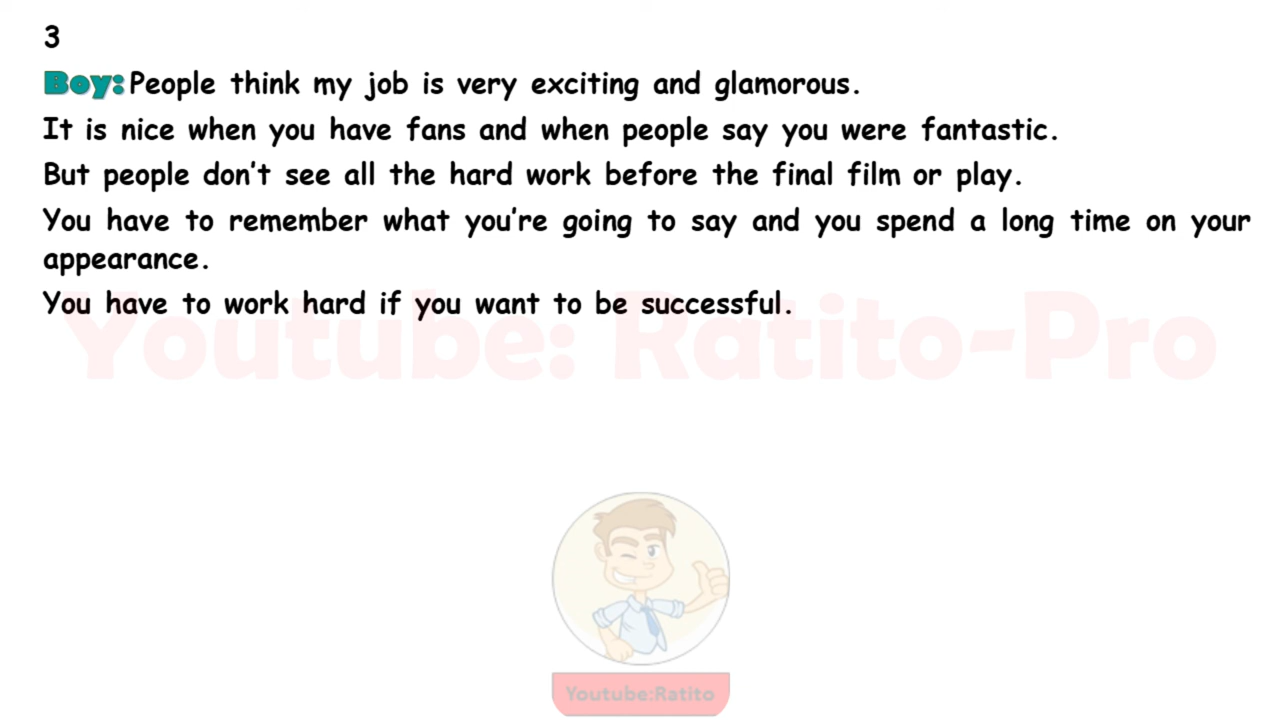 3
Boy: People think my job is very exciting and glamorous.
It is nice when you have fans and when people say you were fantastic.
But people don't see all the hard work before the final film or play.
You have to remember what you're going to say and you spend a long time on your
appearance.
You have to work hard if you want to be successful.
Youtube: Ratito-Pro
Youtube:Ratito